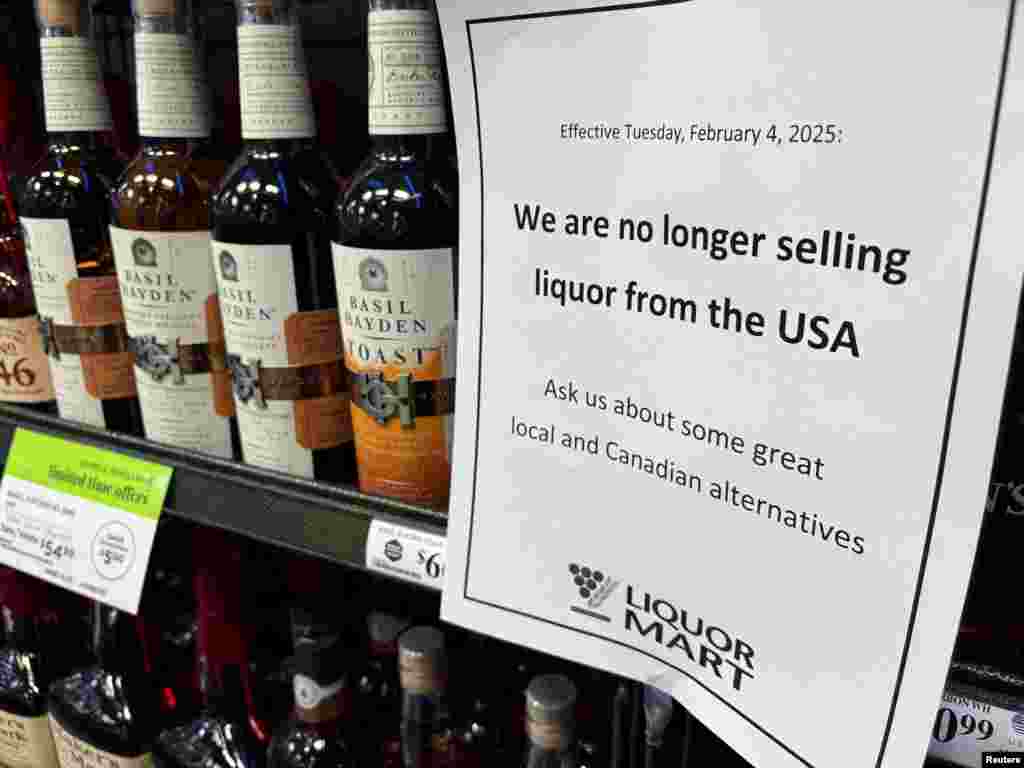 Effective Tuesday, February 4, 2025:
We are no longer selling
liquor from the USA
Ask us about some great
local and Canadian alternatives
LIQUOR
MART
BASIL
HAYDEN
BASIL
HAYDEN
BASIL
HAYDEN
TOAST
46
limited time offers
$54
$6
0.99
Reuters